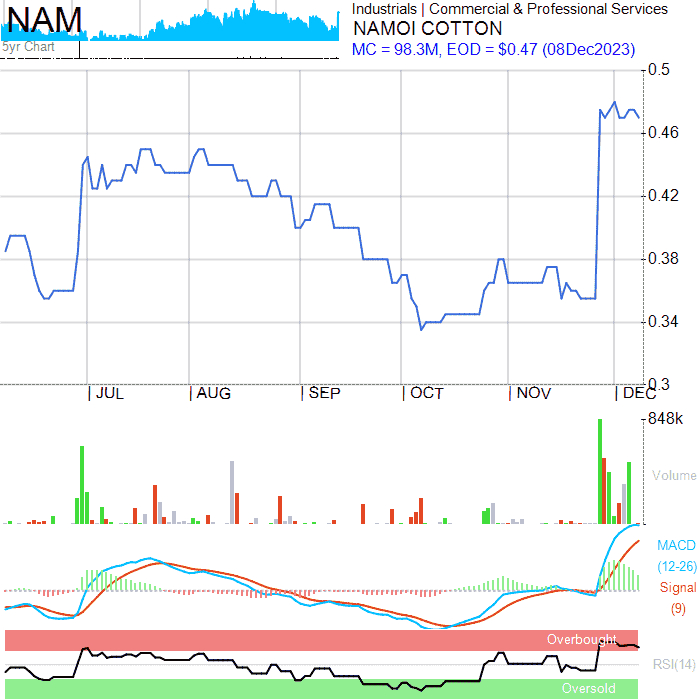 NAM
5yr Chart
Industrials | Commercial & Professional Services
NAMOI COTTON
MC = 98.3M, EOD = $0.47 (08Dec2023)
0.5
0.46
0.42
0.38
0.34
0.3
JUL AUG SEP OCT NOV DEC
848k
Volume
MACD
(12-26)
Signal
(9)
Overbought
RSI(14)
Oversold